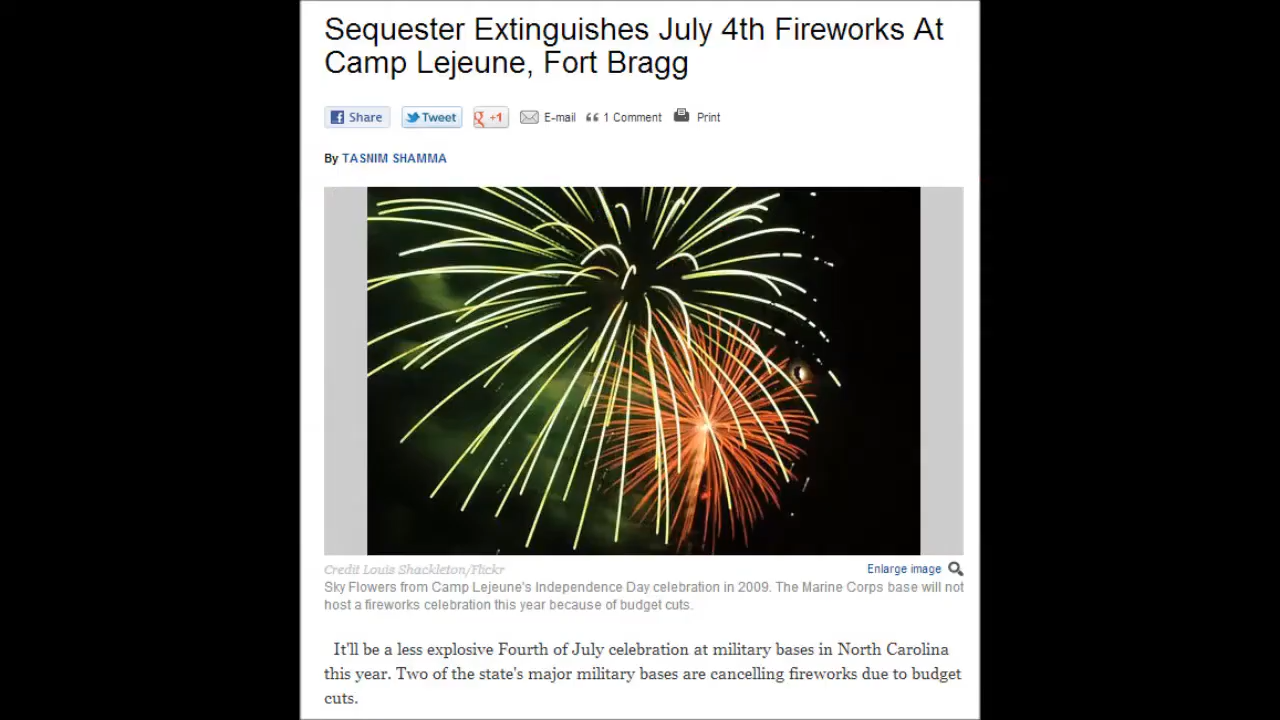 Sequester Extinguishes July 4th Fireworks At
Camp Lejeune, Fort Bragg
Share Tweet +1 E-mail 1 Comment Print
By TASNIM SHAMMA
Credit Louis Shackleton/Flickr Enlarge image
Sky Flowers from Camp Lejeune's Independence Day celebration in 2009. The Marine Corps base will not
host a fireworks celebration this year because of budget cuts.
It'll be a less explosive Fourth of July celebration at military bases in North Carolina
this year. Two of the state's major military bases are cancelling fireworks due to budget
cuts.